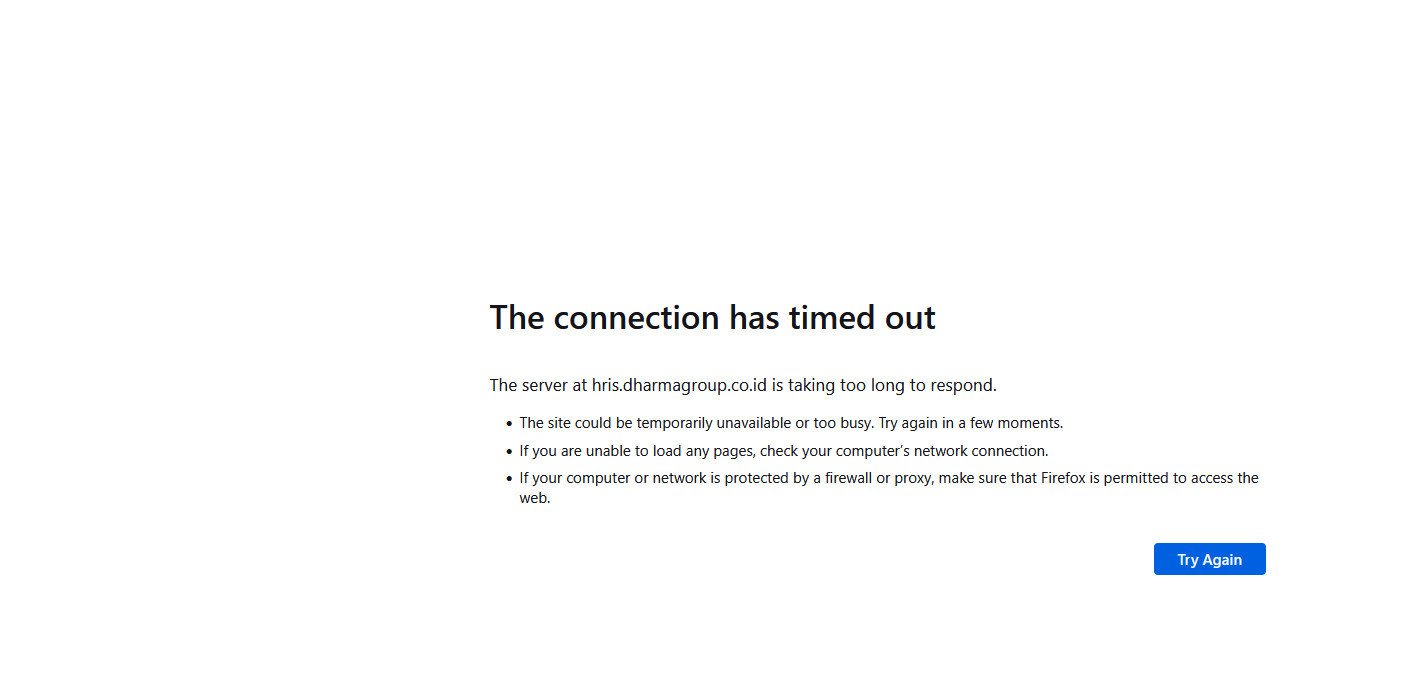 The connection has timed out
The server at hris.dharmagroup.co.id is taking too long to respond.
• The site could be temporarily unavailable or too busy. Try again in a few moments.
• If you are unable to load any pages, check your computer’s network connection.
• If your computer or network is protected by a firewall or proxy, make sure that Firefox is permitted to access the
web.
Try Again